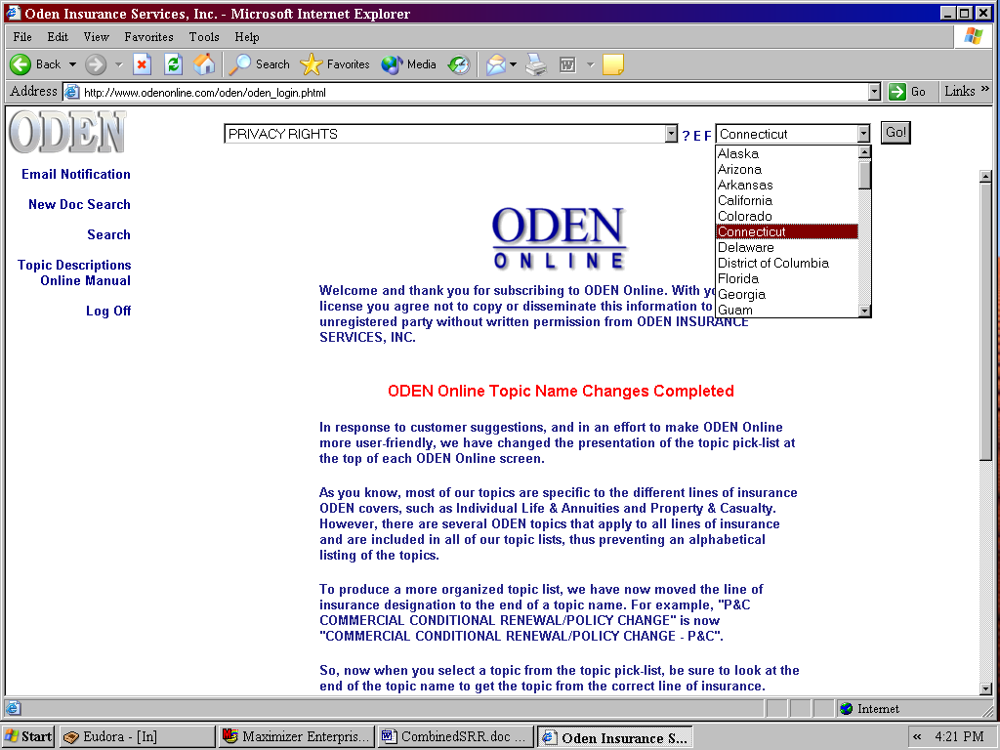 Oden Insurance Services, Inc. - Microsoft Internet Explorer
File Edit View Favorites Tools Help
Back Search Favorites Media
Address http://www.odenonline.com/oden/oden_login.phtml Go Links »
ODEN
PRIVACY RIGHTS ? E F Connecticut Go!
Alaska
Arizona
Arkansas
California
Colorado
Connecticut
Delaware
District of Columbia
Florida
Georgia
Guam
Email Notification
New Doc Search
Search
Topic Descriptions
Online Manual
Log Off
ODEN
ONLINE
Welcome and thank you for subscribing to ODEN Online. With
license you agree not to copy or disseminate this information to
unregistered party without written permission from ODEN INSURANCE
SERVICES, INC.
ODEN Online Topic Name Changes Completed
In response to customer suggestions, and in an effort to make ODEN Online
more user-friendly, we have changed the presentation of the topic pick-list at
the top of each ODEN Online screen.
As you know, most of our topics are specific to the different lines of insurance
ODEN covers, such as Individual Life & Annuities and Property & Casualty.
However, there are several ODEN topics that apply to all lines of insurance
and are included in all of our topic lists, thus preventing an alphabetical
listing of the topics.
To produce a more organized topic list, we have now moved the line of
insurance designation to the end of a topic name. For example, "P&C
COMMERCIAL CONDITIONAL RENEWAL/POLICY CHANGE" is now
"COMMERCIAL CONDITIONAL RENEWAL/POLICY CHANGE - P&C".
So, now when you select a topic from the topic pick-list, be sure to look at the
end of the topic name to get the topic from the correct line of insurance.
Internet
Start Eudora - [In] Maximizer Enterpris... CombinedSRR.doc ... Oden Insurance S... « 4:21 PM